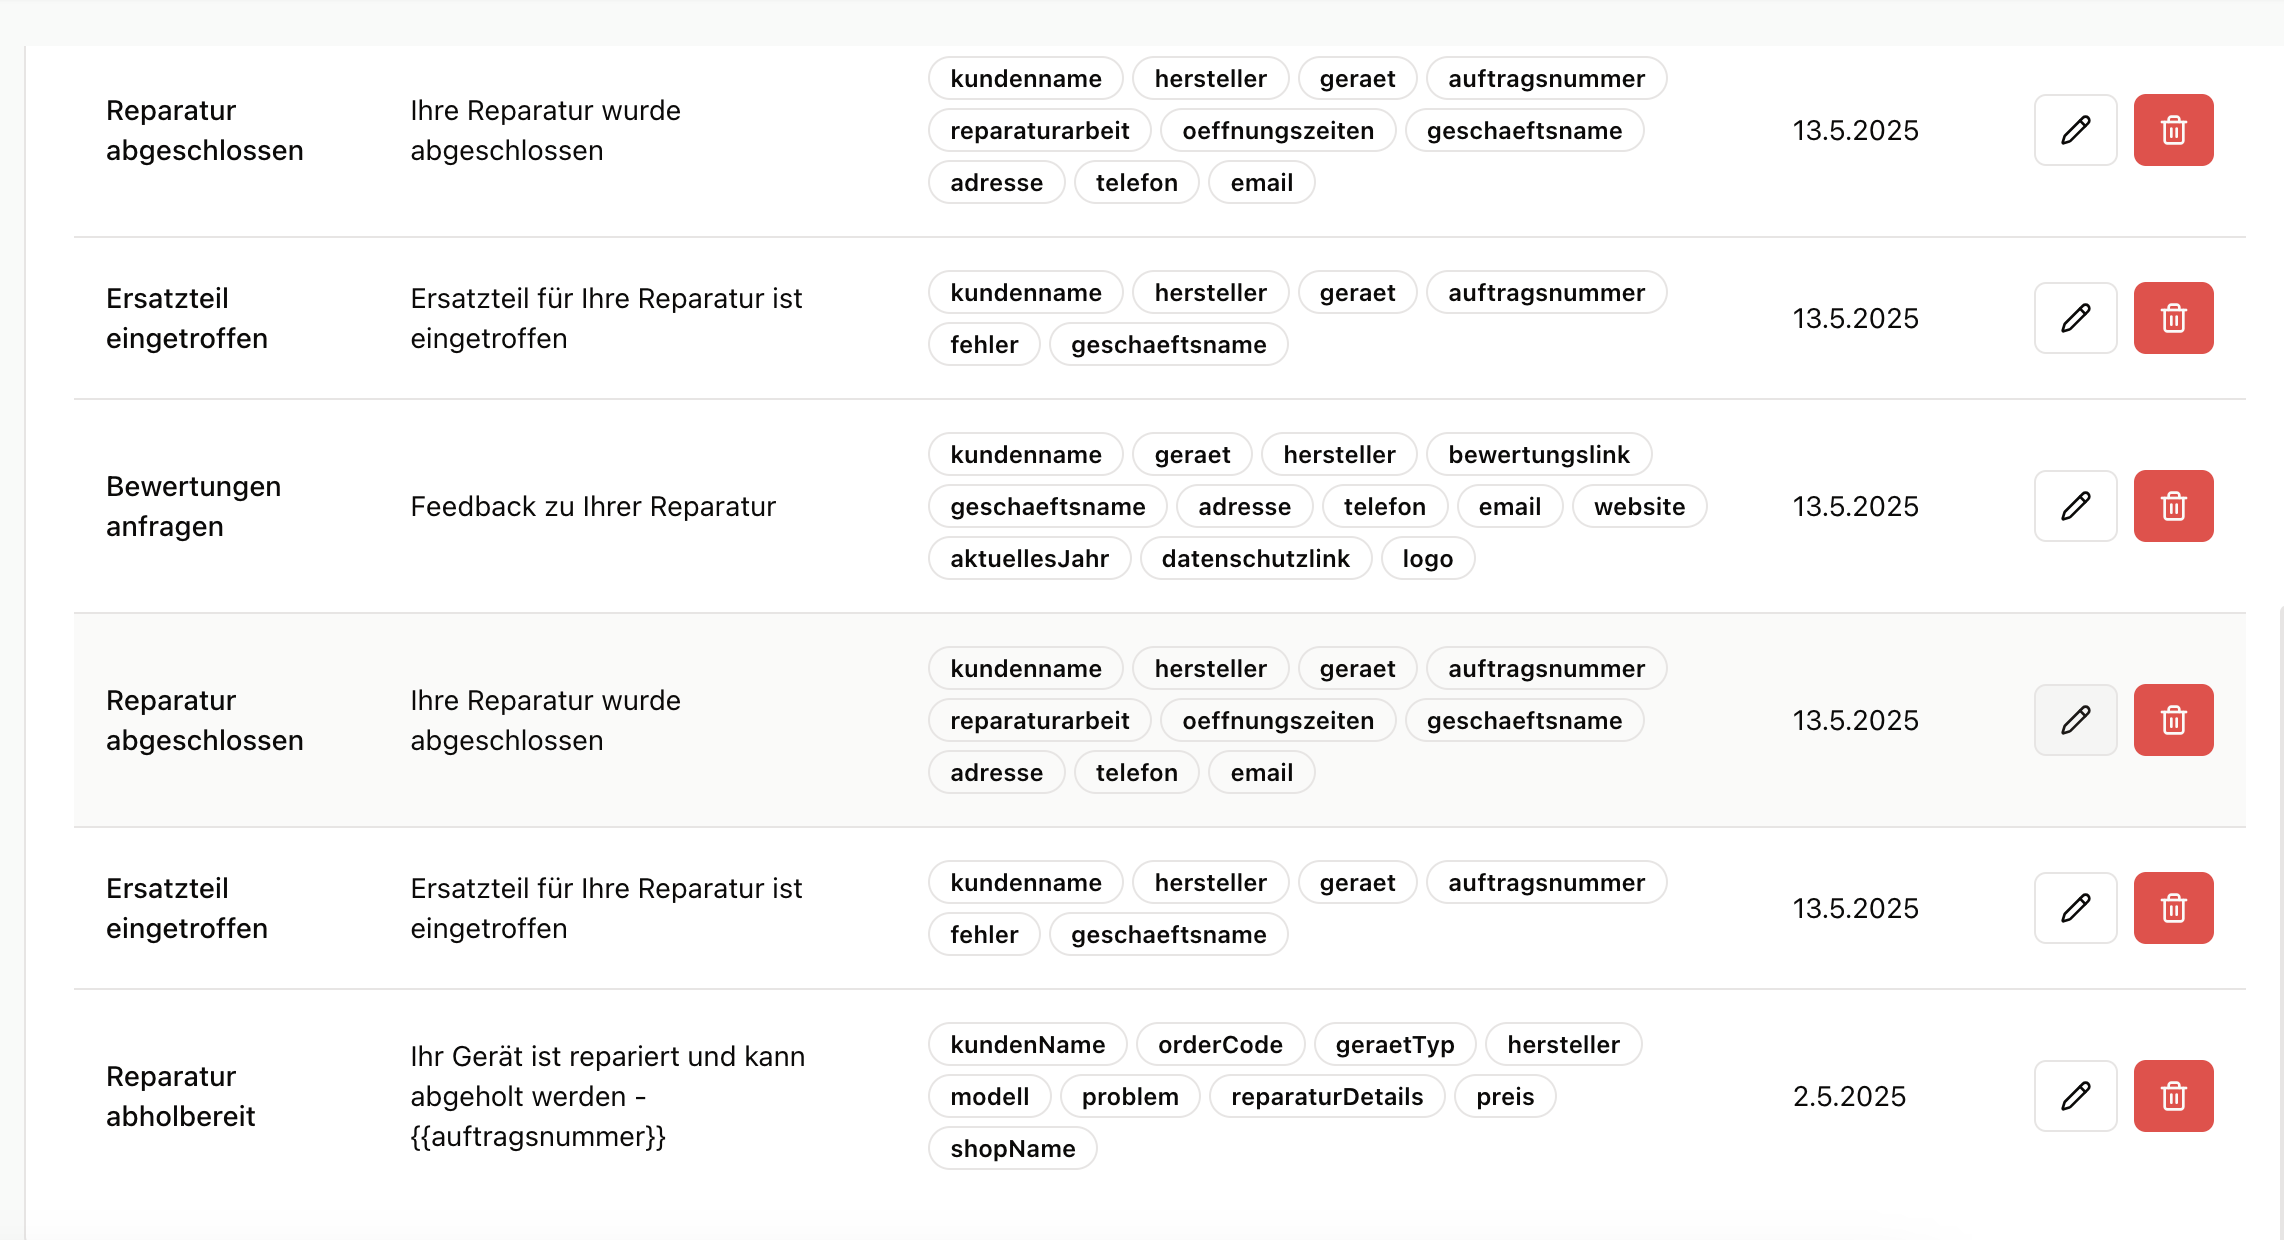 Reparatur
abgeschlossen
Ihre Reparatur wurde
abgeschlossen
kundenname hersteller geraet auftragsnummer
reparaturarbeit oeffnungszeiten geschaeftsname
adresse telefon email
13.5.2025
Ersatzteil
eingetroffen
Ersatzteil für Ihre Reparatur ist
eingetroffen
kundenname hersteller geraet auftragsnummer
fehler geschaeftsname
13.5.2025
Bewertungen
anfragen
Feedback zu Ihrer Reparatur
kundenname geraet hersteller bewertungslink
geschaeftsname adresse telefon email website
aktuellesJahr datenschutzlink logo
13.5.2025
Reparatur
abgeschlossen
Ihre Reparatur wurde
abgeschlossen
kundenname hersteller geraet auftragsnummer
reparaturarbeit oeffnungszeiten geschaeftsname
adresse telefon email
13.5.2025
Ersatzteil
eingetroffen
Ersatzteil für Ihre Reparatur ist
eingetroffen
kundenname hersteller geraet auftragsnummer
fehler geschaeftsname
13.5.2025
Reparatur
abholbereit
Ihr Gerät ist repariert und kann
abgeholt werden -
{{auftragsnummer}}
kundenName orderCode geraetTyp hersteller
modell problem reparaturDetails preis
shopName
2.5.2025